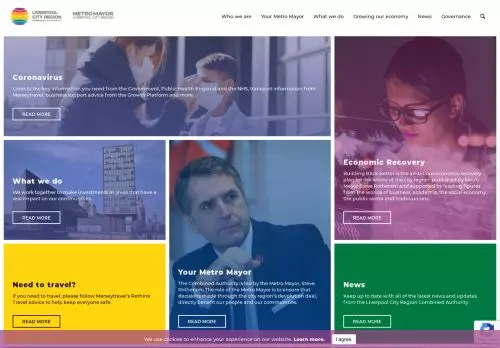 LIVERPOOL
CITY REGION
COMBINED AUTHORITY
METRO MAYOR
LIVERPOOL CITY REGION
Who we are
Your Metro Mayor
What we do
Growing our economy
News
Governance
Coronavirus
Links to the key information you need from the Government, Public Health England and the NHS, transport information from
Merseytravel, business support advice from the Growth Platform and more.
READ MORE
Economic Recovery
Building Back Better is the ambitious economic recovery
plan for the whole of the city region, published by Metro
Mayor Steve Rotheram and supported by leading figures
from the worlds of business, academia, the social economy,
the public sector and trade unions.
READ MORE
What we do
We work together to make investments in areas that have a
real impact on our communities.
READ MORE
Your Metro Mayor
The Combined Authority is led by the Metro Mayor, Steve
Rotheram. The role of the Metro Mayor is to ensure that
decisions made through the city region's devolution deal,
directly benefit our people and our communities.
READ MORE
Need to travel?
If you need to travel, please follow Merseytravel's Rethink
Travel advice to help keep everyone safe.
READ MORE
News
Keep up to date with all of the latest news and updates
from the Liverpool City Region Combined Authority.
READ MORE
We use cookies to enhance your experience on our website. Learn more.
I agree.